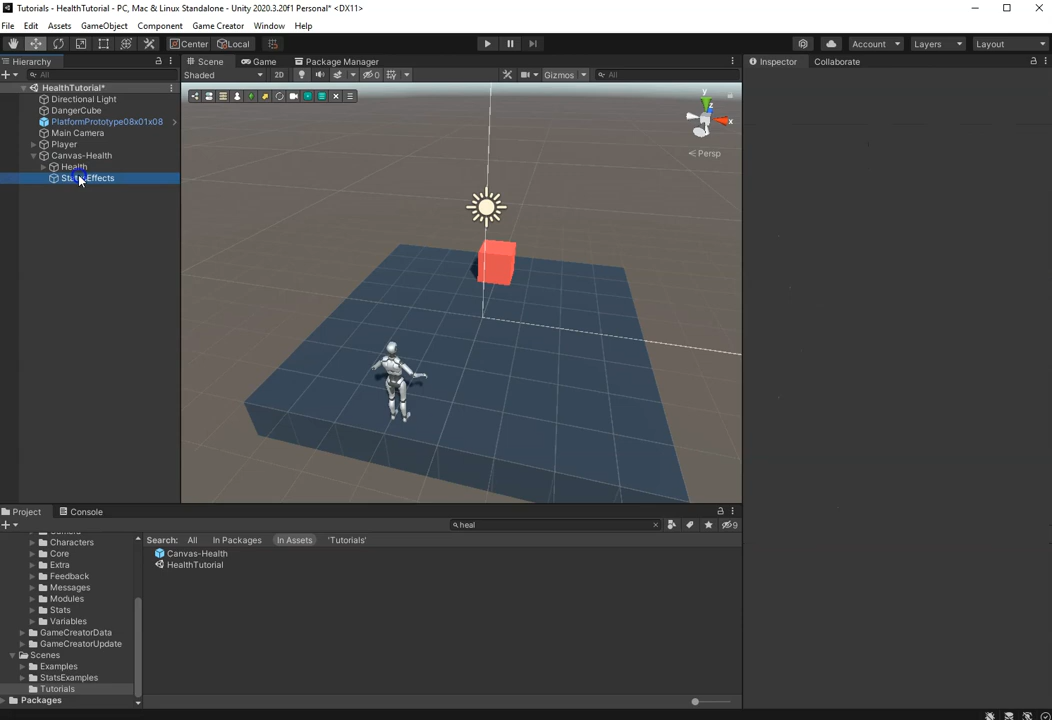 Tutorials - HealthTutorial - PC, Mac & Linux Standalone - Unity 2020.3.20f1 Personal* <DX11>
File Edit Assets GameObject Component Game Creator Window Help
Center Local Account Layers Layout
Hierarchy Scene Game Package Manager Inspector Collaborate
All Shaded 2D 0 Gizmos All
HealthTutorial*
Directional Light
DangerCube
PlatformPrototype08x01x08
Main Camera
Player
Canvas-Health
Health
Effects
y
z
x
Persp
Project Console
heal 9
Search: All In Packages In Assets 'Tutorials'
Characters
Core
Extra
Feedback
Messages
Modules
Stats
Variables
GameCreatorData
GameCreatorUpdate
Scenes
Examples
StatsExamples
Tutorials
Packages
Canvas-Health
HealthTutorial